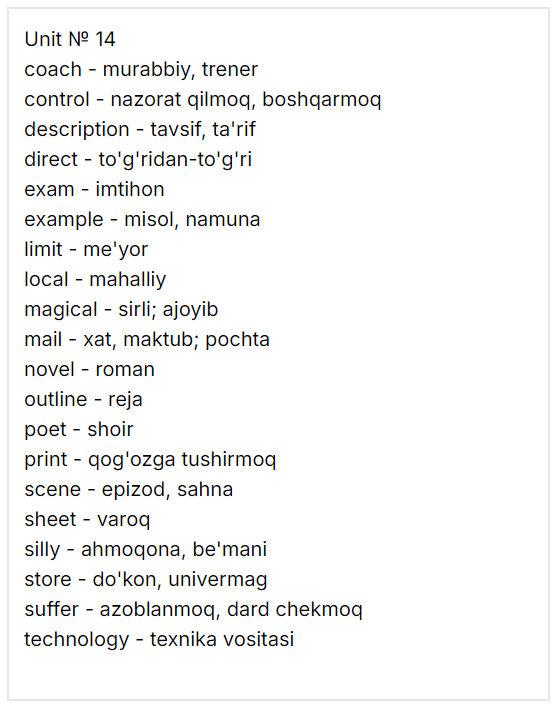 Unit № 14
coach - murabbiy, trener
control - nazorat qilmoq, boshqarmoq
description - tavsif, ta'rif
direct - to'g'ridan-to'g'ri
exam - imtihon
example - misol, namuna
limit - me'yor
local - mahalliy
magical - sirli; ajoyib
mail - xat, maktub; pochta
novel - roman
outline - reja
poet - shoir
print - qog'ozga tushirmoq
scene - epizod, sahna
sheet - varoq
silly - ahmoqona, be'mani
store - do'kon, univermag
suffer - azoblanmoq, dard chekmoq
technology - texnika vositasi